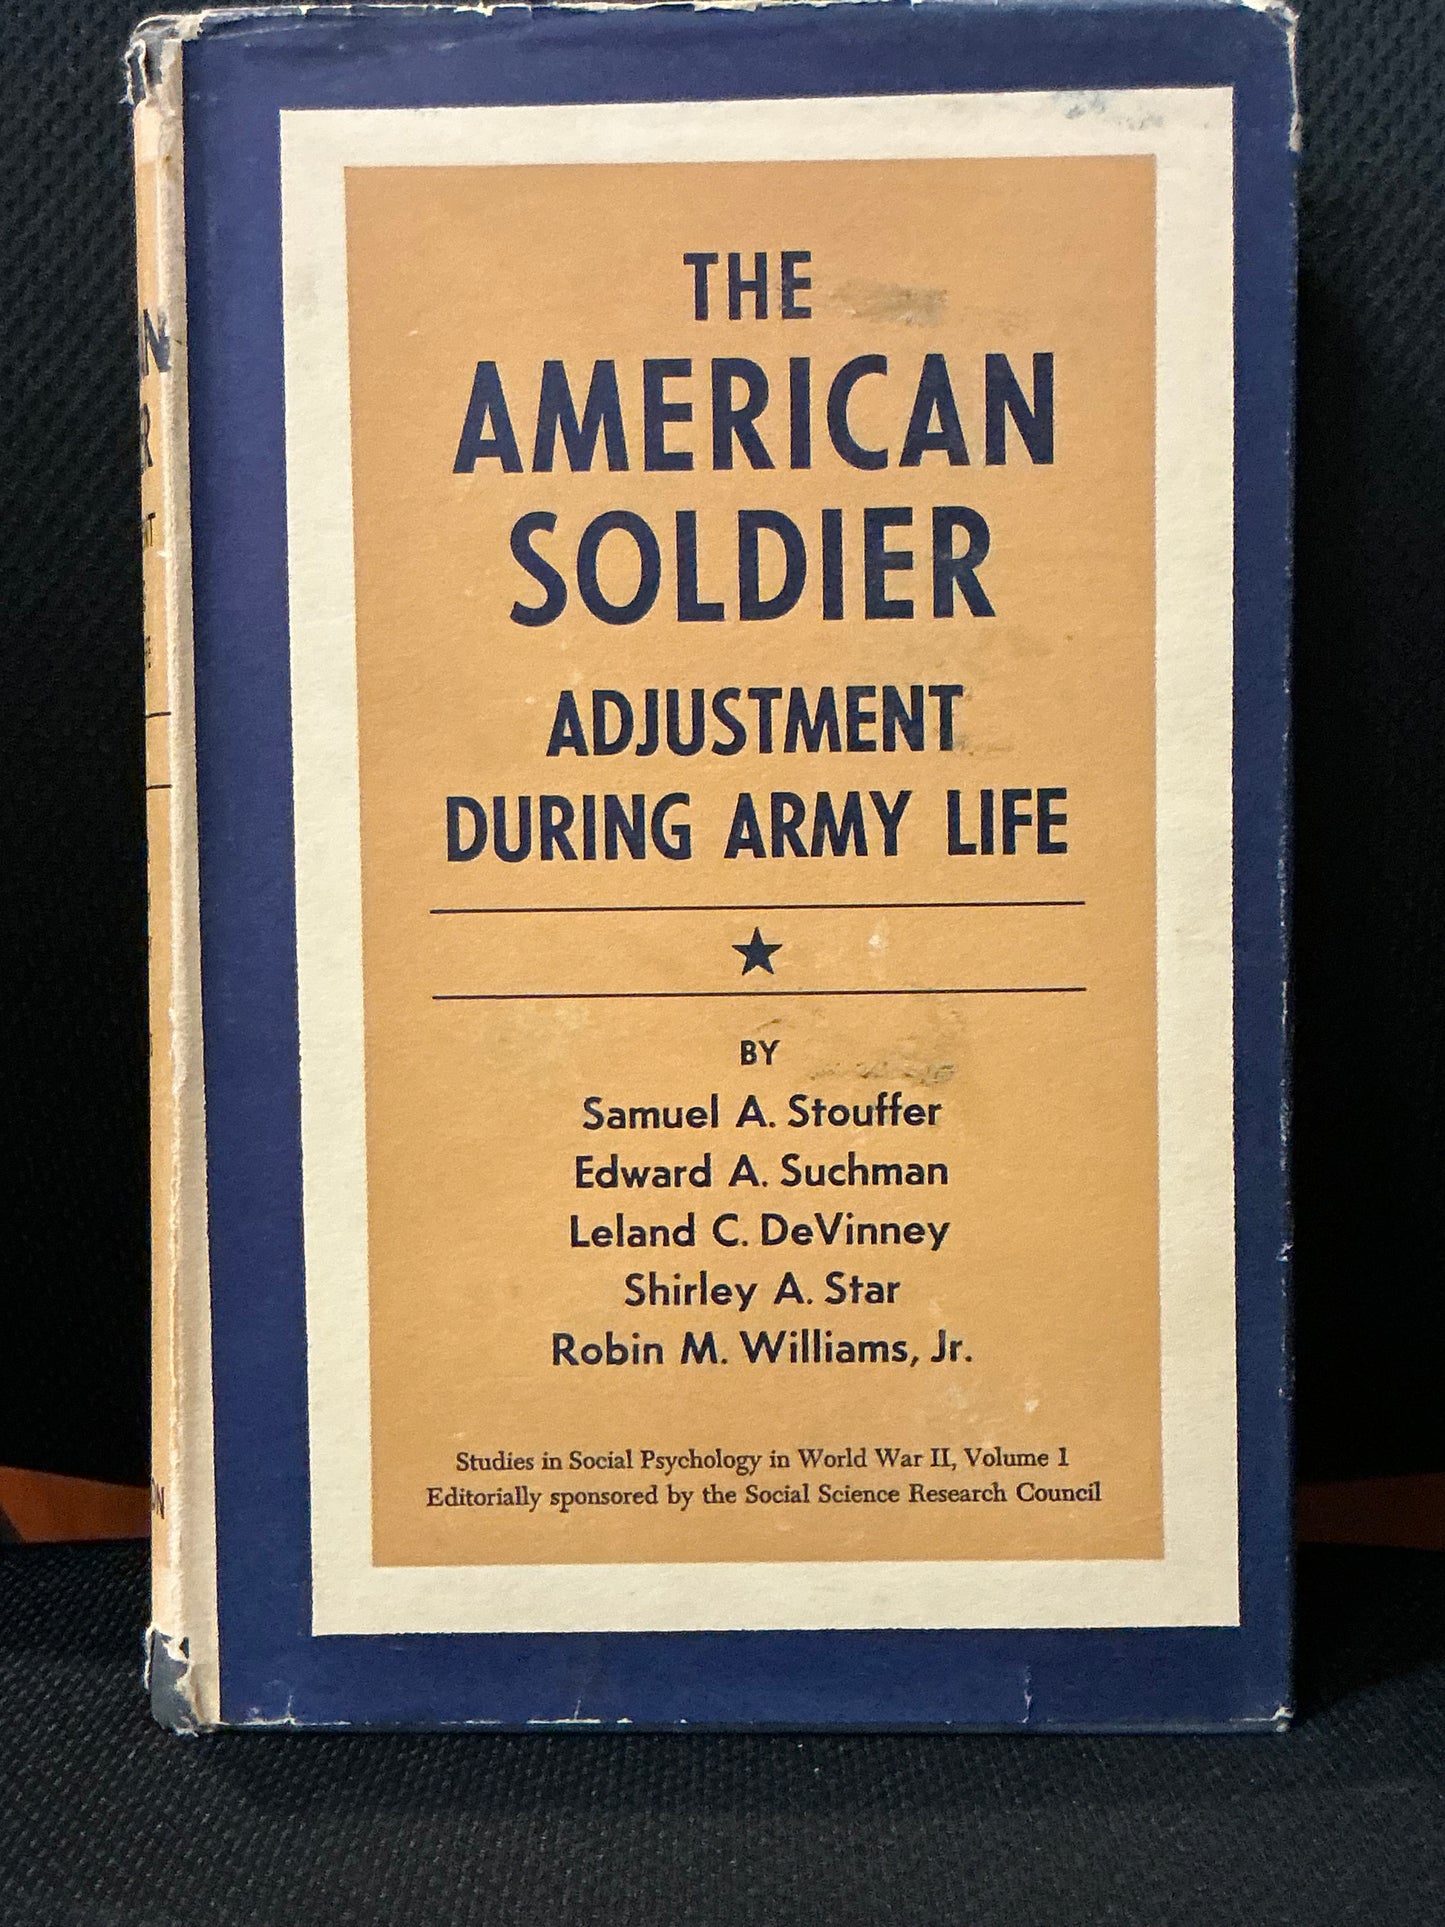 THE
AMERICAN
SOLDIER
ADJUSTMENT
DURING ARMY LIFE
BY
Samuel A. Stouffer
Edward A. Suchman
Leland C. DeVinney
Shirley A. Star
Robin M. Williams, Jr.
Studies in Social Psychology in World War II, Volume 1
Editorially sponsored by the Social Science Research Council